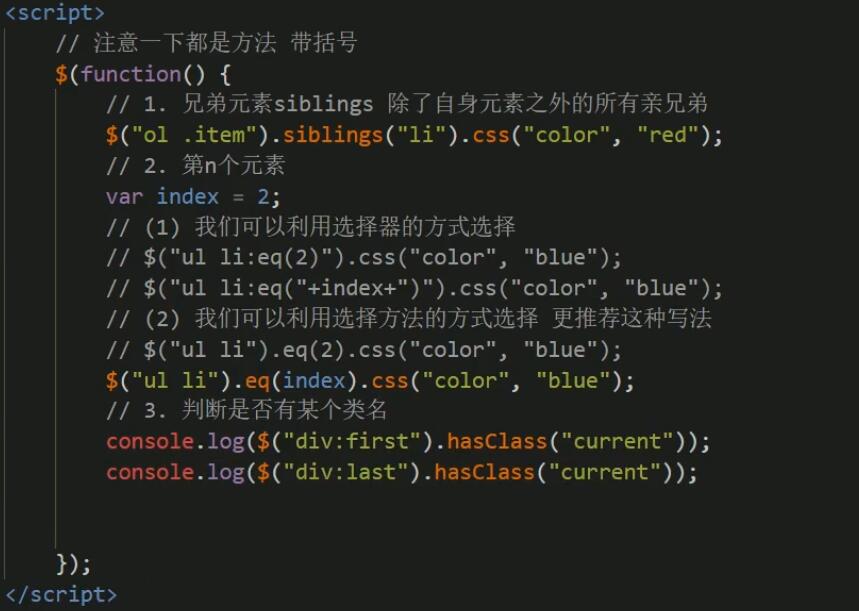 <script>
// 注意一下都是方法 带括号
$(function() {
// 1. 兄弟元素siblings 除了自身元素之外的所有亲兄弟
$("ol .item").siblings("li").css("color", "red");
// 2. 第n个元素
var index = 2;
// (1) 我们可以利用选择器的方式选择
// $("ul li:eq(2)").css("color", "blue");
// $("ul li:eq("+index+")").css("color", "blue");
// (2) 我们可以利用选择方法的方式选择 更推荐这种写法
// $("ul li").eq(2).css("color", "blue");
$("ul li").eq(index).css("color", "blue");
// 3. 判断是否有某个类名
console.log($("div:first").hasClass("current"));
console.log($("div:last").hasClass("current"));
});
</script>